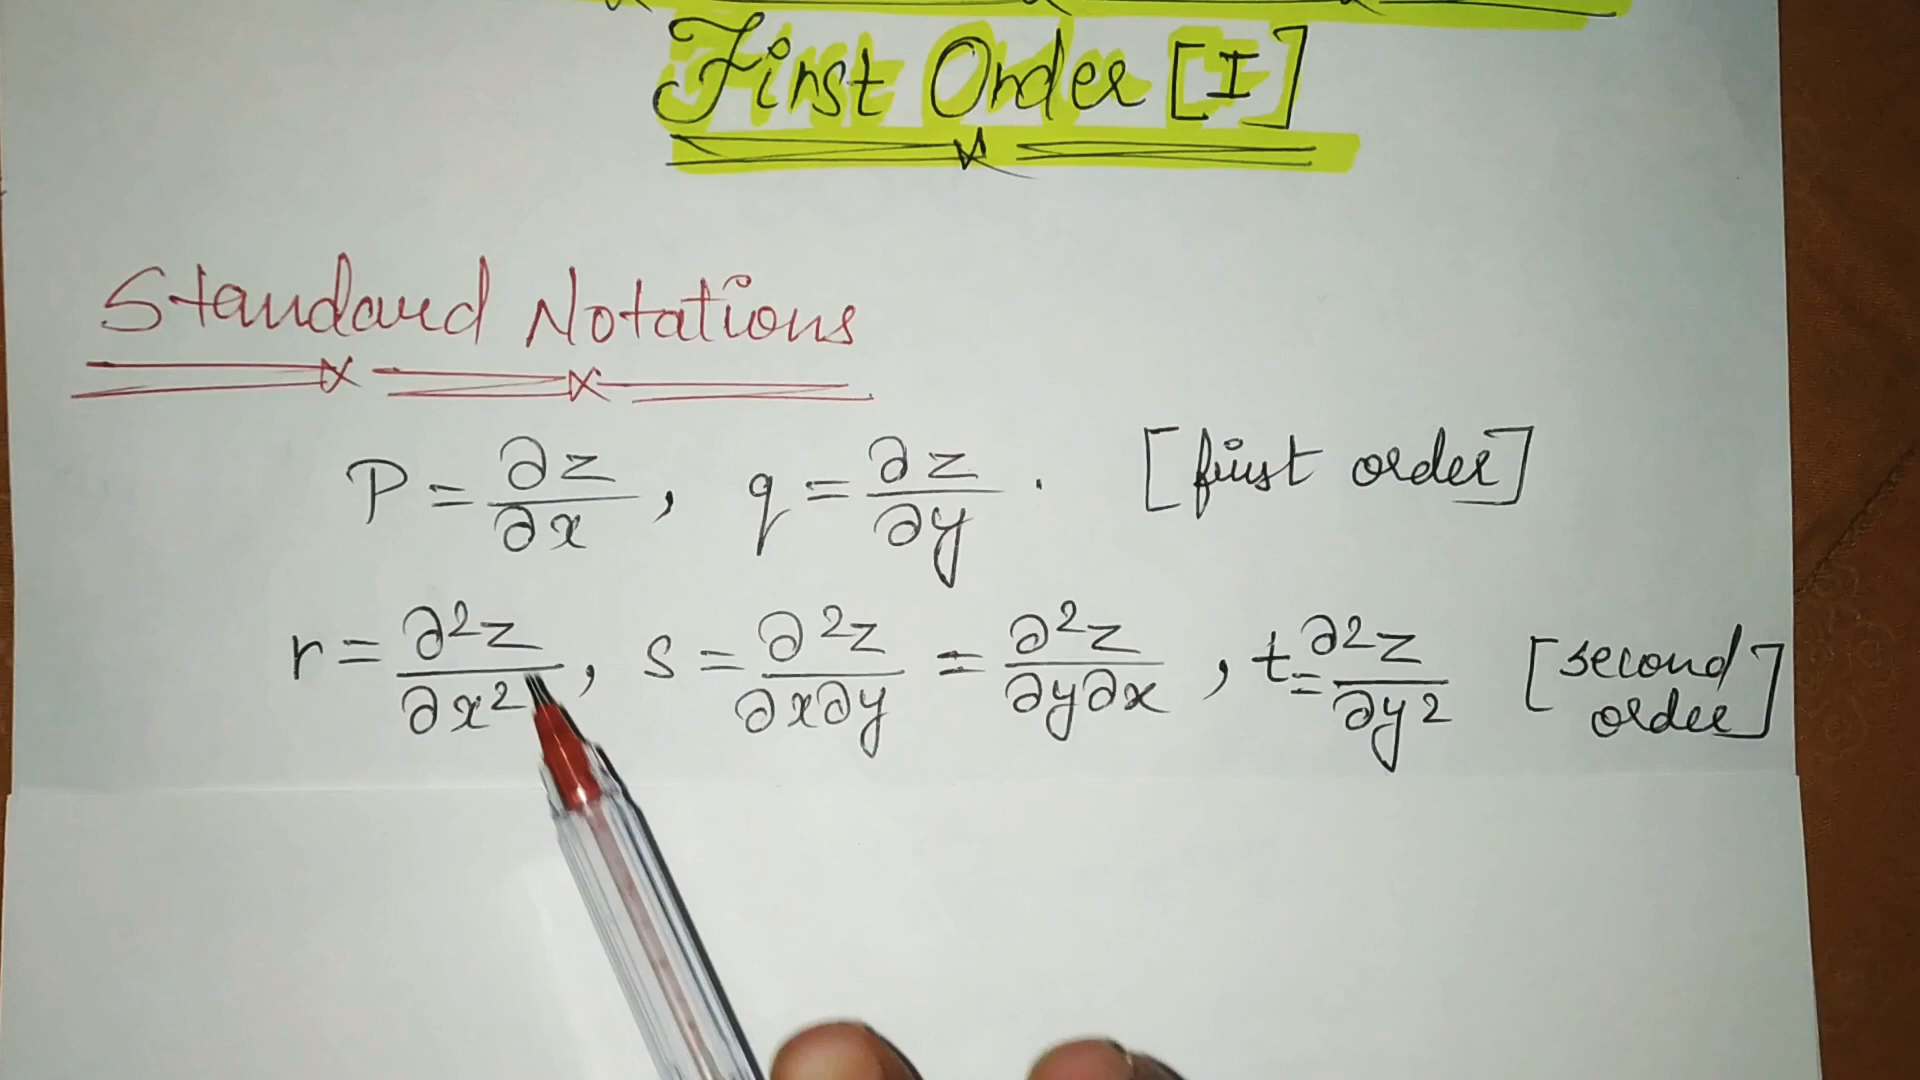 First Order [I]
Standard Notations
P = ∂z/∂x , q = ∂z/∂y . [first order]
r = ∂²z/∂x² , s = ∂²z/∂x∂y = ∂²z/∂y∂x , t = ∂²z/∂y² [second order]